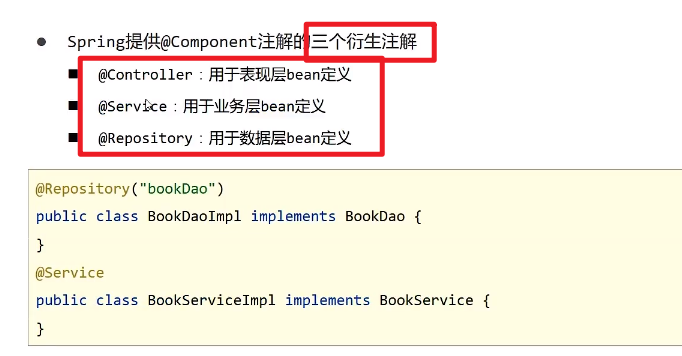 ● Spring提供@Component注解的三个衍生注解
■ @Controller：用于表现层bean定义
■ @Service：用于业务层bean定义
■ @Repository：用于数据层bean定义
@Repository("bookDao")
public class BookDaoImpl implements BookDao {
}
@Service
public class BookServiceImpl implements BookService {
}